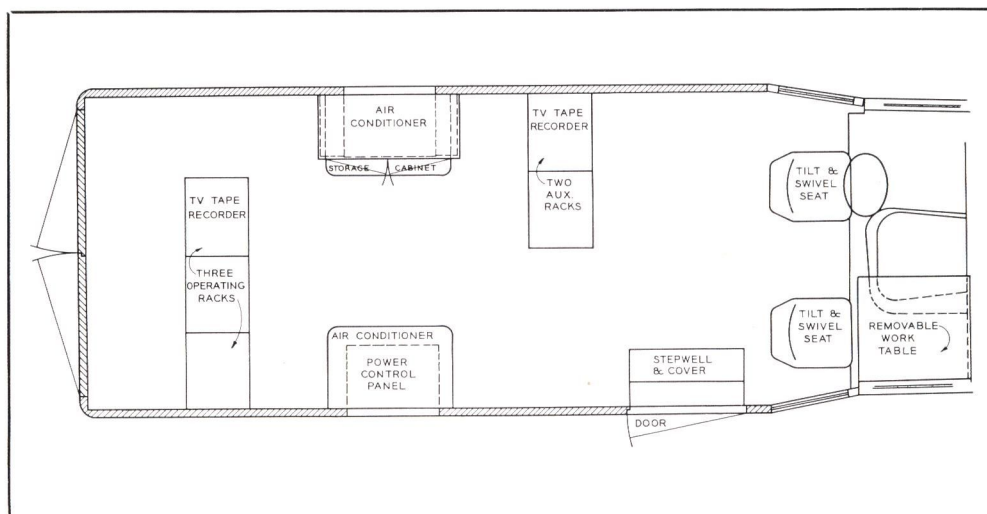 AIR
CONDITIONER
STORAGE CABINET
TV TAPE
RECORDER
TWO
AUX.
RACKS
TILT &
SWIVEL
SEAT
TV TAPE
RECORDER
THREE
OPERATING
RACKS
AIR CONDITIONER
POWER
CONTROL
PANEL
STEPWELL
& COVER
DOOR
TILT &
SWIVEL
SEAT
REMOVABLE
WORK
TABLE